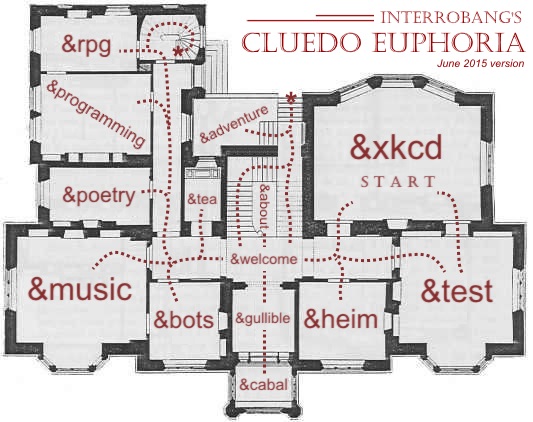 INTERROBANG'S
CLUEDO EUPHORIA
June 2015 version
&rpg
*
&programming
&adventure
*
&xkcd
START
&poetry
&tea
&about
&welcome
&music
&bots
&gullible
&heim
&test
&cabal